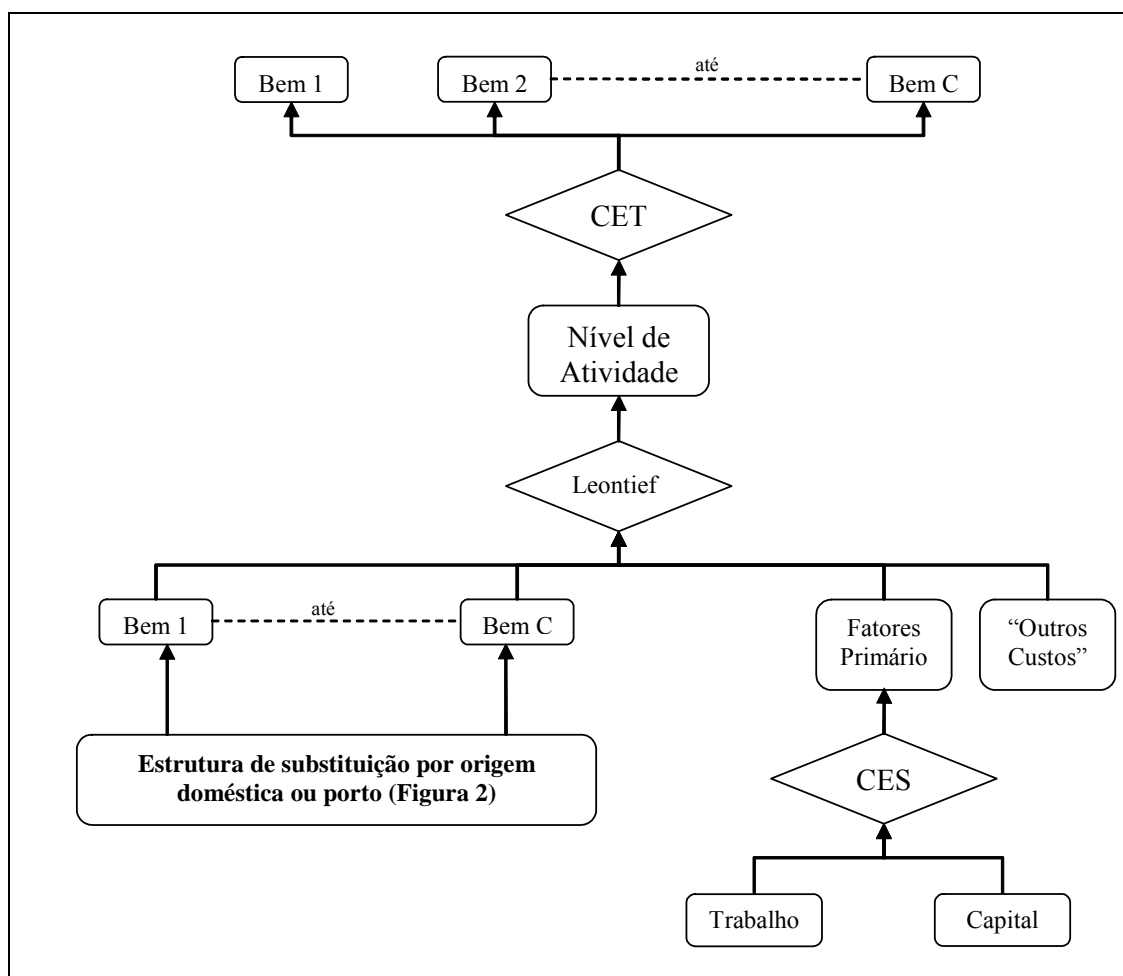 até
Bem 1
Bem 2
Bem C
CET
Nível de
Atividade
Leontief
até
Bem 1
Bem C
Fatores
Primário
“Outros
Custos”
Estrutura de substituição por origem
doméstica ou porto (Figura 2)
CES
Trabalho
Capital